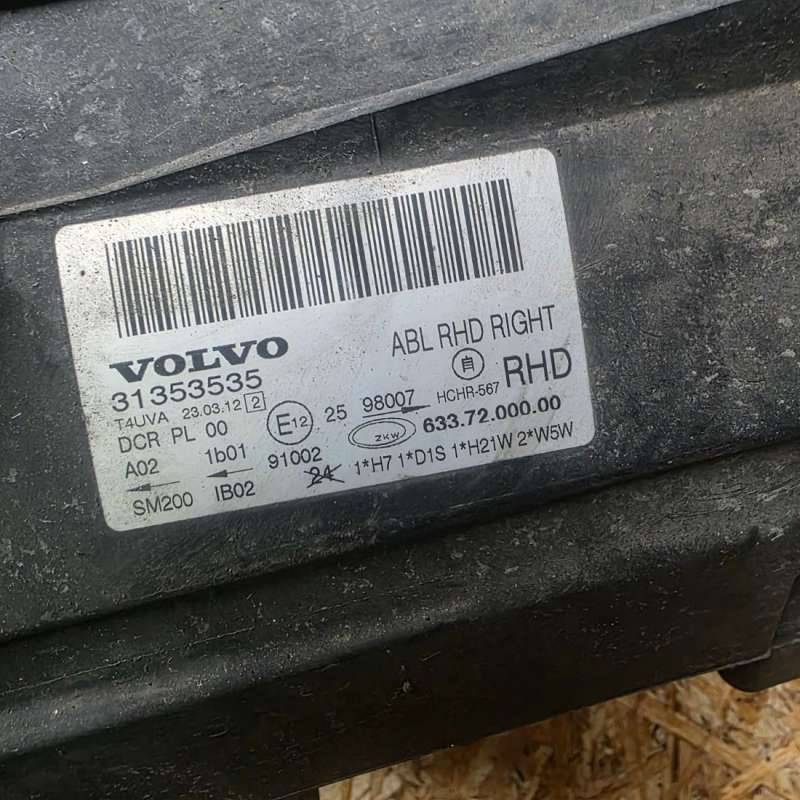 VOLVO ABL RHD RIGHT
31353535 自 RHD
T4UVA 23.03.12 2 E12 25 98007 HCHR-567
DCR PL 00 ZKW 633.72.000.00
A02 1b01 91002 24 1*H7 1*D1S 1*H21W 2*W5W
SM200 IB02